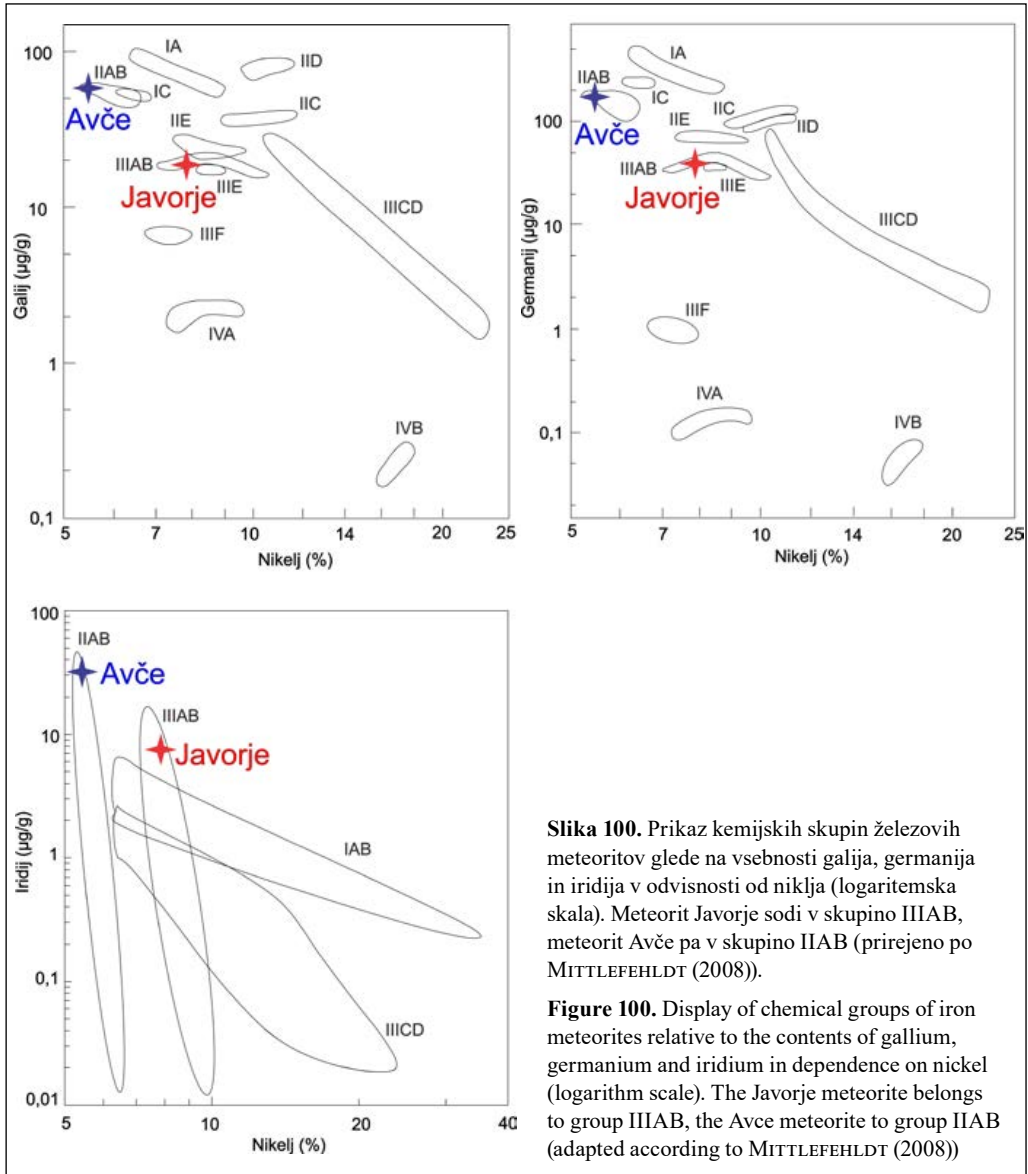 100
10
1
0,1
Galij (µg/g)
IA
IID
IIAB
IC
Avče
IIC
IIE
IIIAB
IIIE
Javorje
IIICD
IIIF
IVA
IVB
5
7
10
14
20
25
Nikelj (%)
100
10
1
0,1
Germanij (µg/g)
IA
IIAB
IC
Avče
IIC
IID
IIE
IIIAB
IIIE
Javorje
IIICD
IIIF
IVA
IVB
5
7
10
14
20
25
Nikelj (%)
100
10
1
0,1
0,01
Iridij (µg/g)
IIAB
Avče
IIIAB
Javorje
IAB
IIICD
5
10
20
40
Nikelj (%)
Slika 100. Prikaz kemijskih skupin železovih
meteoritov glede na vsebnosti galija, germanija
in iridija v odvisnosti od niklja (logaritemska
skala). Meteorit Javorje sodi v skupino IIIAB,
meteorit Avče pa v skupino IIAB (prirejeno po
MITTLEFEHLDT (2008)).
Figure 100. Display of chemical groups of iron
meteorites relative to the contents of gallium,
germanium and iridium in dependence on nickel
(logarithm scale). The Javorje meteorite belongs
to group IIIAB, the Avce meteorite to group IIAB
(adapted according to MITTLEFEHLDT (2008))